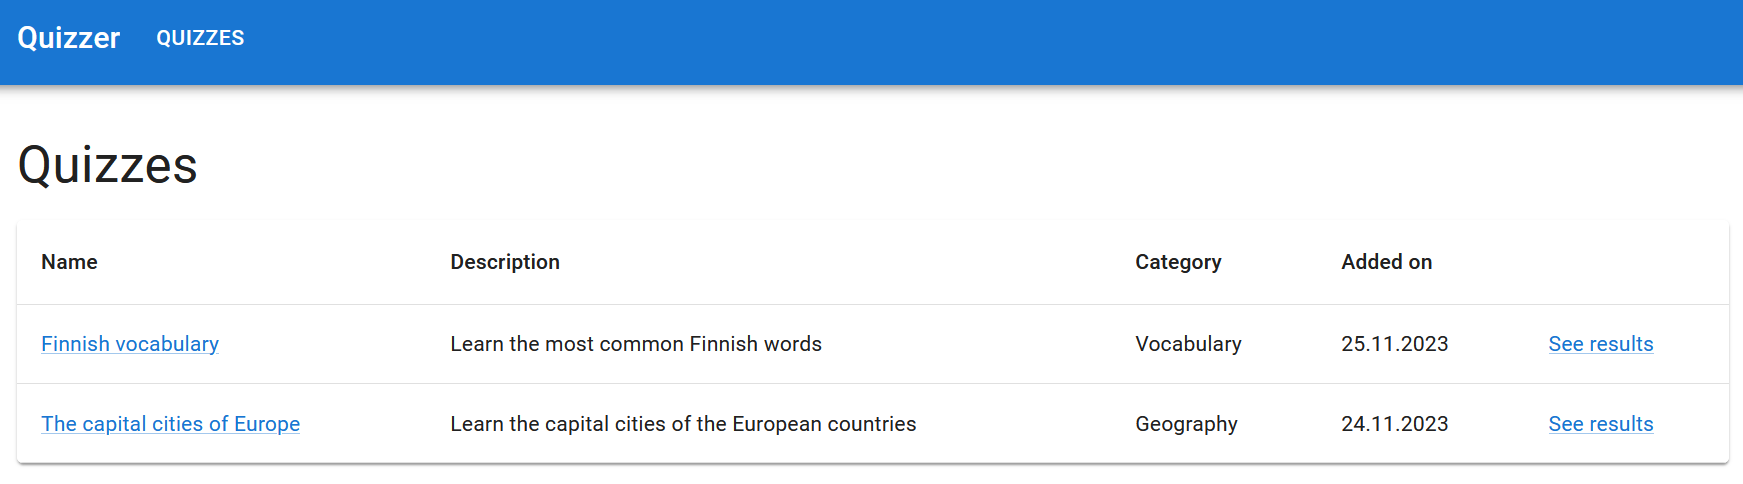 Quizzer QUIZZES
Quizzes
Name Description Category Added on
Finnish vocabulary Learn the most common Finnish words Vocabulary 25.11.2023 See results
The capital cities of Europe Learn the capital cities of the European countries Geography 24.11.2023 See results